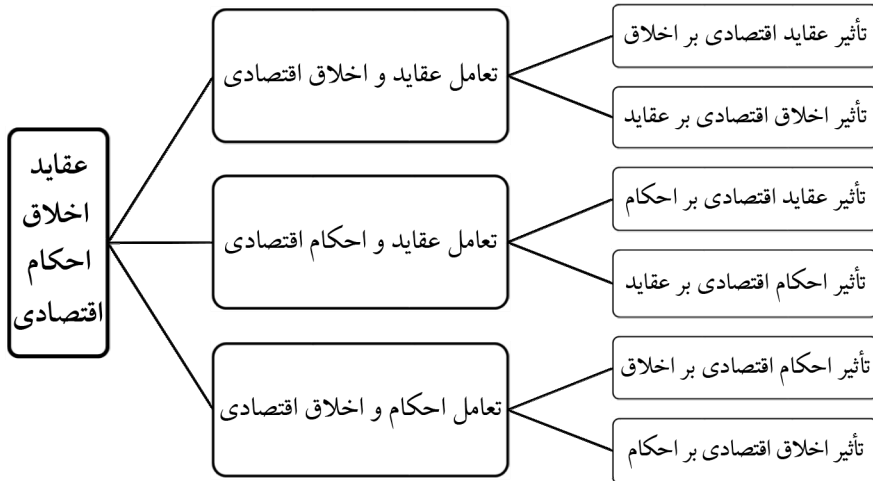 عقاید
اخلاق
احکام
اقتصادی
تعامل عقاید و اخلاق اقتصادی
تأثیر عقاید اقتصادی بر اخلاق
تأثیر اخلاق اقتصادی بر عقاید
تعامل عقاید و احکام اقتصادی
تأثیر عقاید اقتصادی بر احکام
تأثیر احکام اقتصادی بر عقاید
تعامل احکام و اخلاق اقتصادی
تأثیر احکام اقتصادی بر اخلاق
تأثیر اخلاق اقتصادی بر احکام